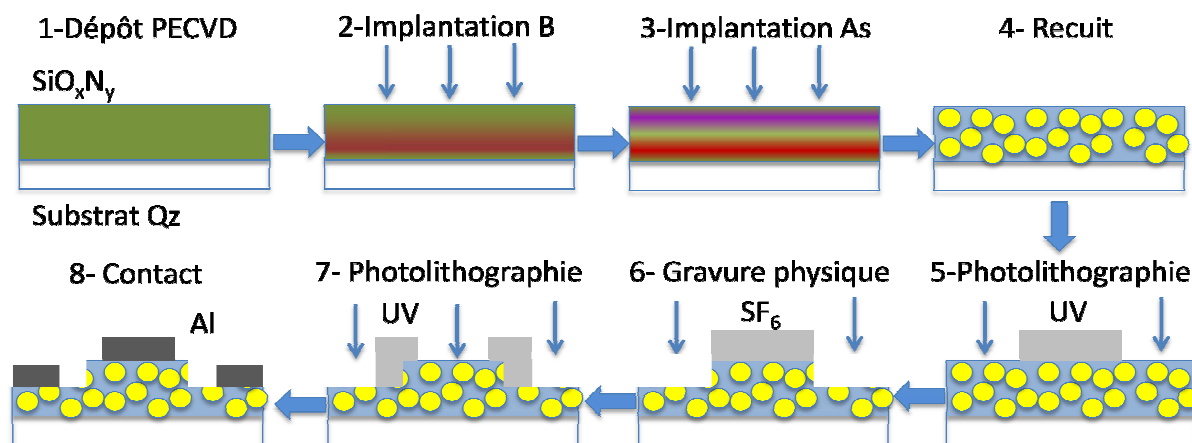 1-Dépôt PECVD
2-Implantation B
3-Implantation As
4- Recuit
SiOxNy
Substrat Qz
8- Contact
7- Photolithographie
6- Gravure physique
5-Photolithographie
Al
UV
SF6
UV